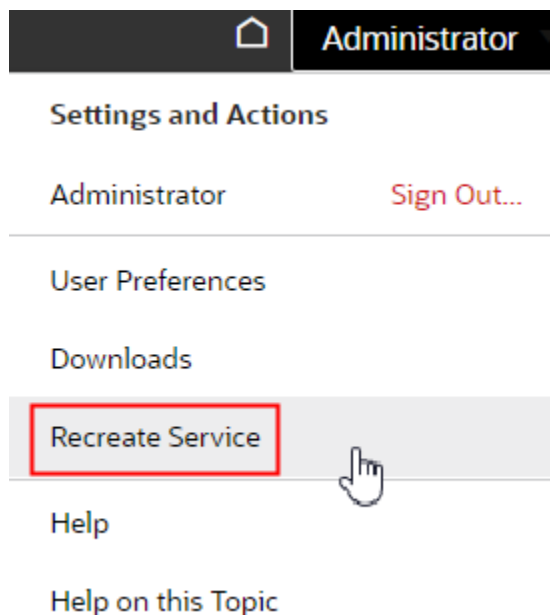 Administrator
Settings and Actions
Administrator Sign Out...
User Preferences
Downloads
Recreate Service
Help
Help on this Topic